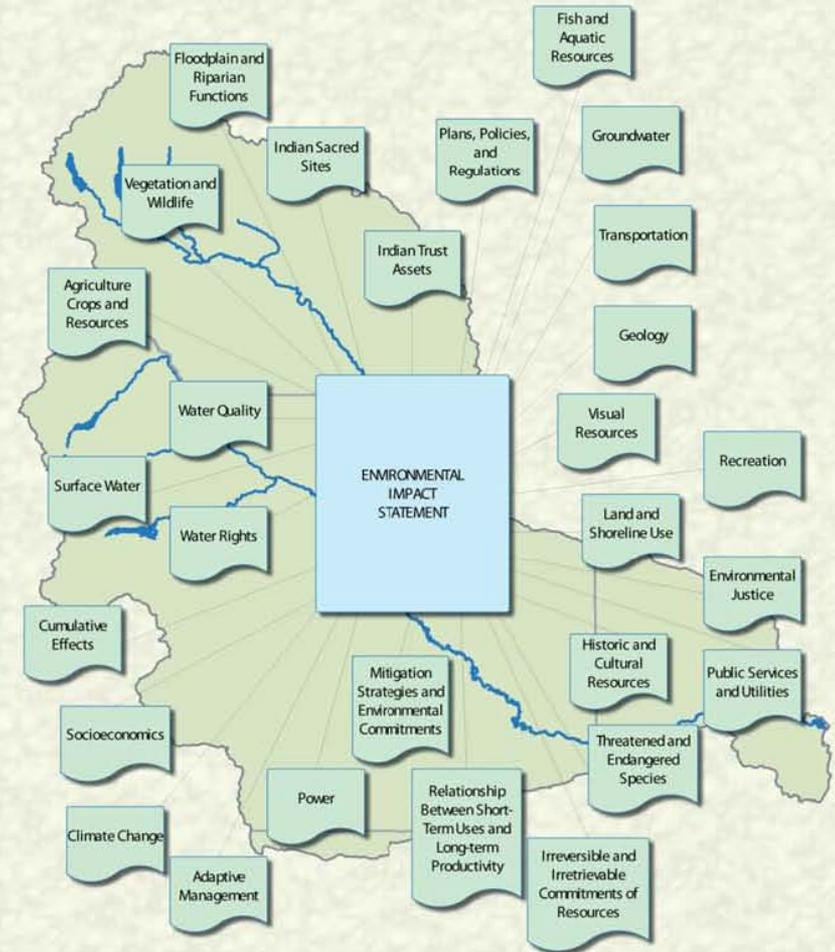 Fish and
Aquatic
Resources
Floodplain and
Riparian
Functions
Indian Sacred
Sites
Plans, Policies,
and
Regulations
Groundwater
Vegetation and
Wildlife
Transportation
Indian Trust
Assets
Agriculture
Crops and
Resources
Geology
Water Quality
Visual
Resources
Recreation
ENVIRONMENTAL
IMPACT
STATEMENT
Surface Water
Land and
Shoreline Use
Water Rights
Environmental
Justice
Cumulative
Effects
Historic and
Cultural
Resources
Mitigation
Strategies and
Environmental
Commitments
Public Services
and Utilities
Socioeconomics
Threatened and
Endangered
Species
Power
Relationship
Between Short-
Term Uses and
Long-term
Productivity
Climate Change
Adaptive
Management
Irreversible and
Irretrievable
Commitments of
Resources